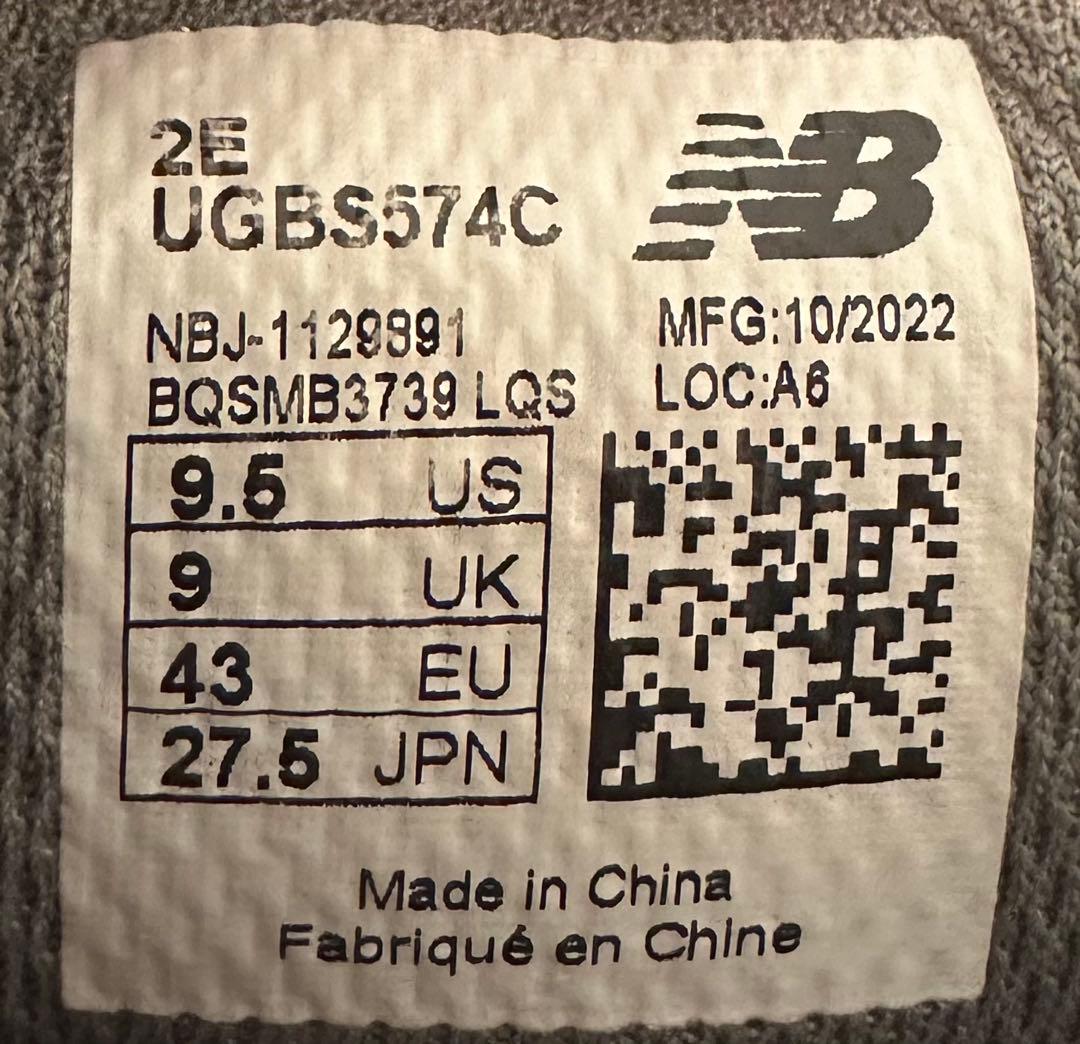 2E
UGBS574C
NB
NBJ-1129891
MFG:10/2022
BQSMB3739 LQS
LOC:A6
9.5 US
9 UK
43 EU
27.5 JPN
Made in China
Fabriqué en Chine